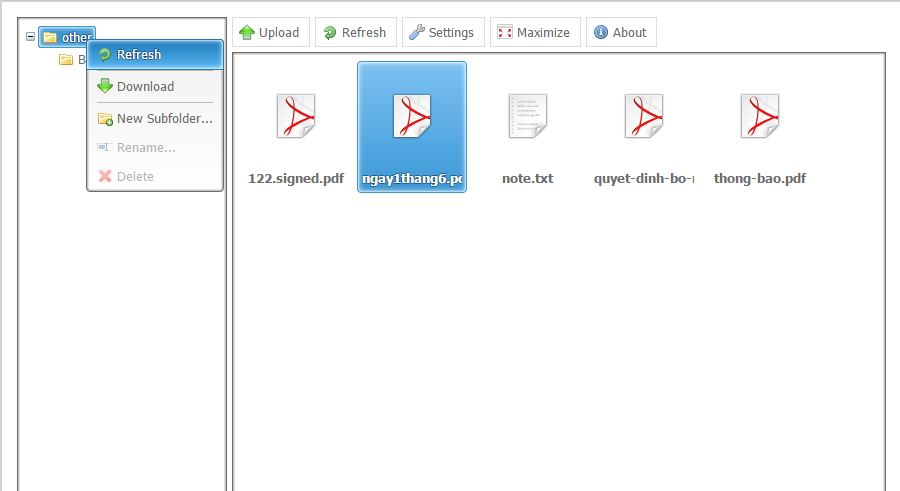 other
Refresh
Download
New Subfolder...
Rename...
Delete
Upload
Refresh
Settings
Maximize
About
122.signed.pdf
ngay1thang6.pd
note.txt
quyet-dinh-bo-
thong-bao.pdf